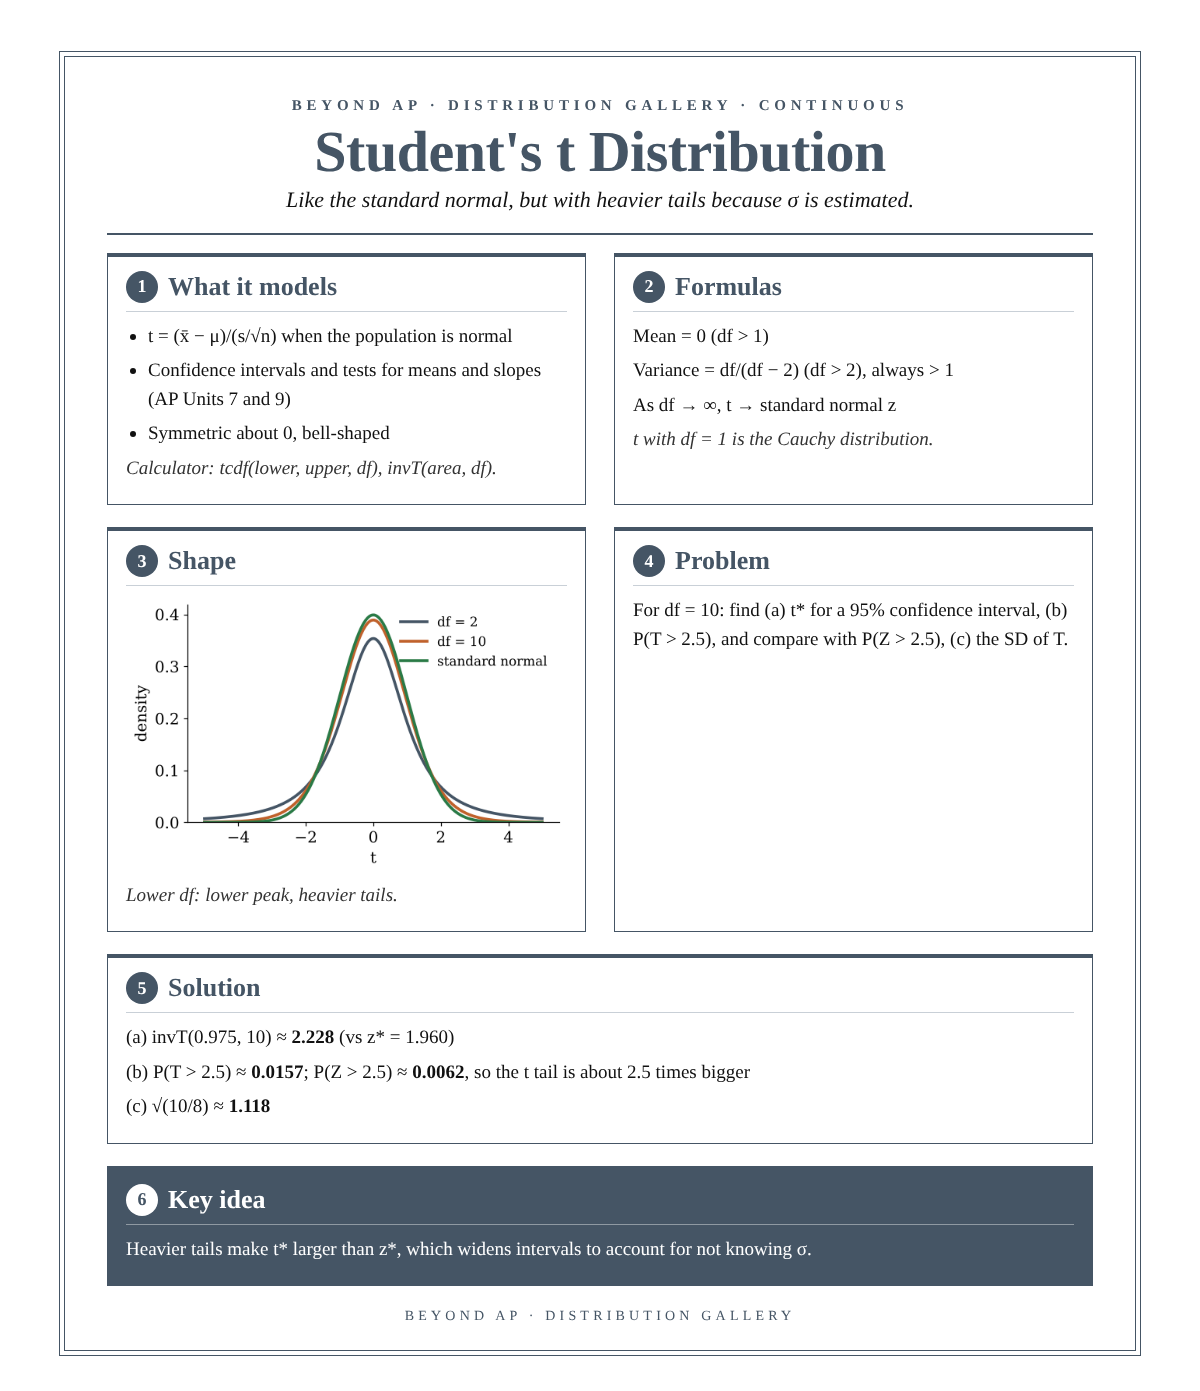 BEYOND AP · DISTRIBUTION GALLERY · CONTINUOUS
Student's t Distribution
Like the standard normal, but with heavier tails because σ is estimated.
1 What it models
• t = (x̄ − μ)/(s/√n) when the population is normal
• Confidence intervals and tests for means and slopes
(AP Units 7 and 9)
• Symmetric about 0, bell-shaped
Calculator: tcdf(lower, upper, df), invT(area, df).
2 Formulas
Mean = 0 (df > 1)
Variance = df/(df − 2) (df > 2), always > 1
As df → ∞, t → standard normal z
t with df = 1 is the Cauchy distribution.
3 Shape
density
0.4
0.3
0.2
0.1
0.0
df = 2
df = 10
standard normal
−4 −2 0 2 4
t
Lower df: lower peak, heavier tails.
4 Problem
For df = 10: find (a) t* for a 95% confidence interval, (b)
P(T > 2.5), and compare with P(Z > 2.5), (c) the SD of T.
5 Solution
(a) invT(0.975, 10) ≈ 2.228 (vs z* = 1.960)
(b) P(T > 2.5) ≈ 0.0157; P(Z > 2.5) ≈ 0.0062, so the t tail is about 2.5 times bigger
(c) √(10/8) ≈ 1.118
6 Key idea
Heavier tails make t* larger than z*, which widens intervals to account for not knowing σ.
BEYOND AP · DISTRIBUTION GALLERY